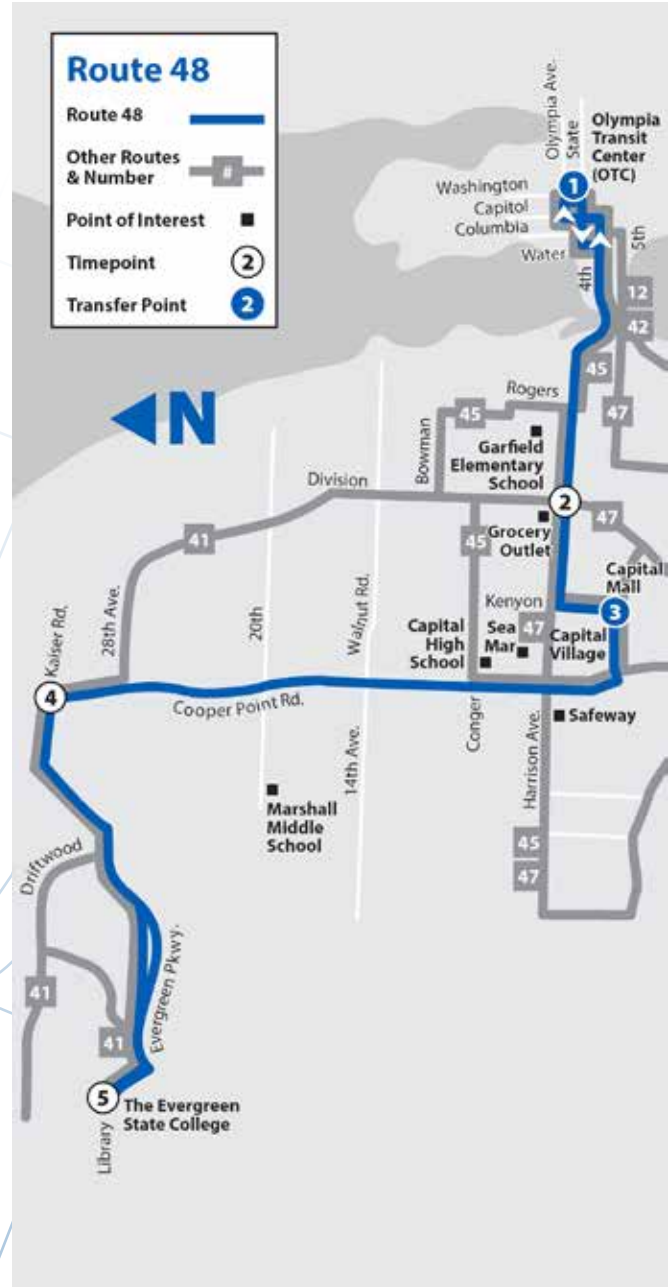 Route 48
Route 48
Other Routes
& Number
#
Point of Interest
Timepoint
2
Transfer Point
2
Olympia Ave.
State
Olympia
Transit
Center
(OTC)
1
Washington
Capitol
Columbia
Water
4th
5th
12
42
45
47
N
Rogers
45
Bowman
Garfield
Elementary
School
Division
2
47
41
45
Grocery
Outlet
Capital
Mall
Kenyon
3
47
Capital
Village
Capital
High
School
Sea
Mar
Kaiser Rd.
28th Ave.
20th
Walnut Rd.
4
Cooper Point Rd.
Conger
Harrison Ave.
Safeway
14th Ave.
Marshall
Middle
School
45
47
Driftwood
41
Evergreen Pkwy.
41
5
The Evergreen
State College
Library